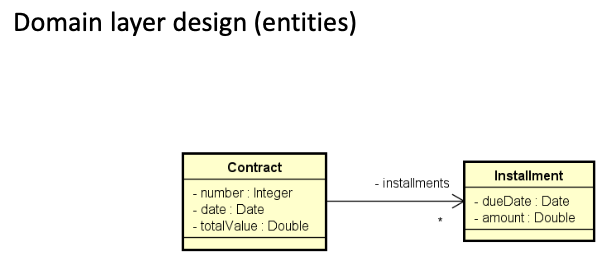 Domain layer design (entities)
Contract
- number : Integer
- date : Date
- totalValue : Double
- installments
*
Installment
- dueDate : Date
- amount : Double